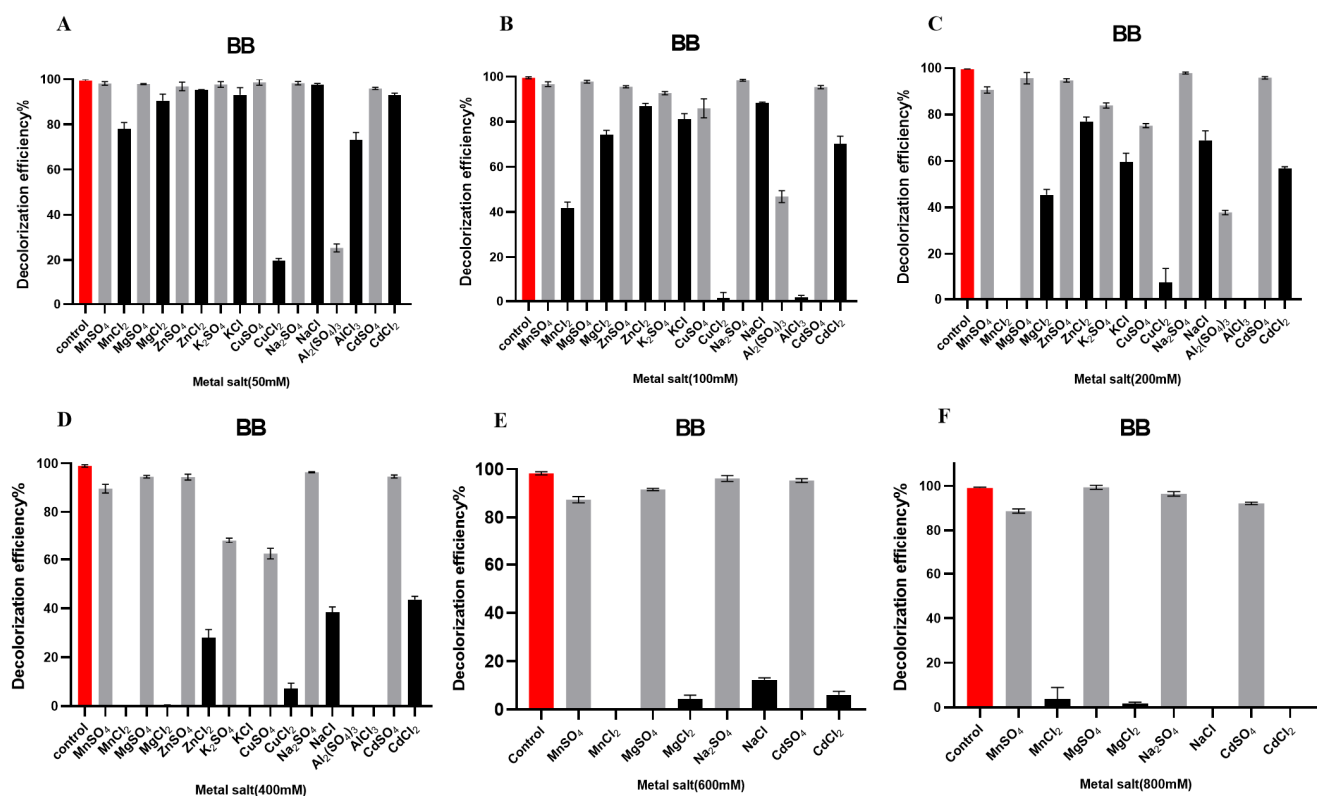 A
BB
Decolorization efficiency%
100
80
60
40
20
0
control
MnSO₄
MnCl₂
MgSO₄
MgCl₂
ZnSO₄
ZnCl₂
K₂SO₄
KCl
CuSO₄
CuCl₂
Na₂SO₄
NaCl
Al₂(SO₄)₃
AlCl₃
CdSO₄
CdCl₂
Metal salt(50mM)
B
BB
Decolorization efficiency%
100
80
60
40
20
0
control
MnSO₄
MnCl₂
MgSO₄
MgCl₂
ZnSO₄
ZnCl₂
K₂SO₄
KCl
CuSO₄
CuCl₂
Na₂SO₄
NaCl
Al₂(SO₄)₃
AlCl₃
CdSO₄
CdCl₂
Metal salt(100mM)
C
BB
Decolorization efficiency%
100
80
60
40
20
0
control
MnSO₄
MnCl₂
MgSO₄
MgCl₂
ZnSO₄
ZnCl₂
K₂SO₄
KCl
CuSO₄
CuCl₂
Na₂SO₄
NaCl
Al₂(SO₄)₃
AlCl₃
CdSO₄
CdCl₂
Metal salt(200mM)
D
BB
Decolorization efficiency%
100
80
60
40
20
0
control
MnSO₄
MnCl₂
MgSO₄
MgCl₂
ZnSO₄
ZnCl₂
K₂SO₄
KCl
CuSO₄
CuCl₂
Na₂SO₄
NaCl
Al₂(SO₄)₃
AlCl₃
CdSO₄
CdCl₂
Metal salt(400mM)
E
BB
Decolorization efficiency%
100
80
60
40
20
0
Control
MnSO₄
MnCl₂
MgSO₄
MgCl₂
Na₂SO₄
NaCl
CdSO₄
CdCl₂
Metal salt(600mM)
F
BB
Decolorization efficiency%
100
80
60
40
20
0
Control
MnSO₄
MnCl₂
MgSO₄
MgCl₂
Na₂SO₄
NaCl
CdSO₄
CdCl₂
Metal salt(800mM)